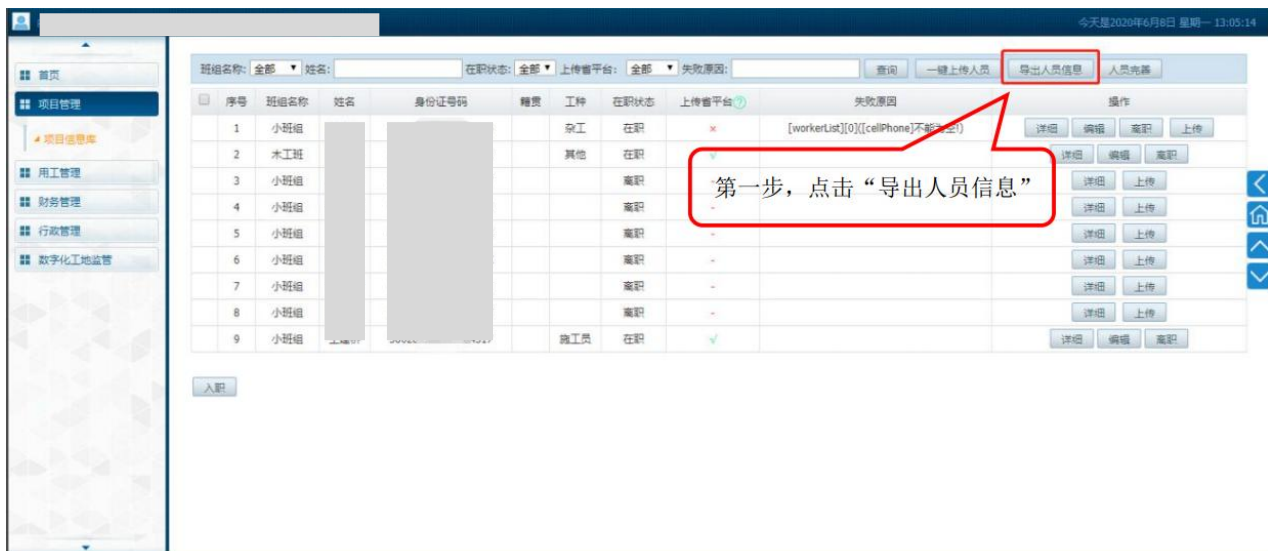 今天是2020年6月8日 星期一 13:05:14
首页
项目管理
项目信息库
用工管理
财务管理
行政管理
数字化工地监管
班组名称: 全部 姓名: 在职状态: 全部 上传省平台: 全部 失败原因: 查询 一键上传人员 导出人员信息 人员完善
序号 班组名称 姓名 身份证号码 籍贯 工种 在职状态 上传省平台 失败原因 操作
1 小班组 杂工 在职 × [workerList][0]([cellPhone]不能为空!) 详细 编辑 离职 上传
2 木工班 其他 在职 √ 详细 编辑 离职
3 小班组 离职 详细 上传
4 小班组 离职 - 详细 上传
5 小班组 离职 - 详细 上传
6 小班组 离职 - 详细 上传
7 小班组 离职 - 详细 上传
8 小班组 离职 - 详细 上传
9 小班组 施工员 在职 √ 详细 编辑 离职
第一步，点击“导出人员信息”
入职